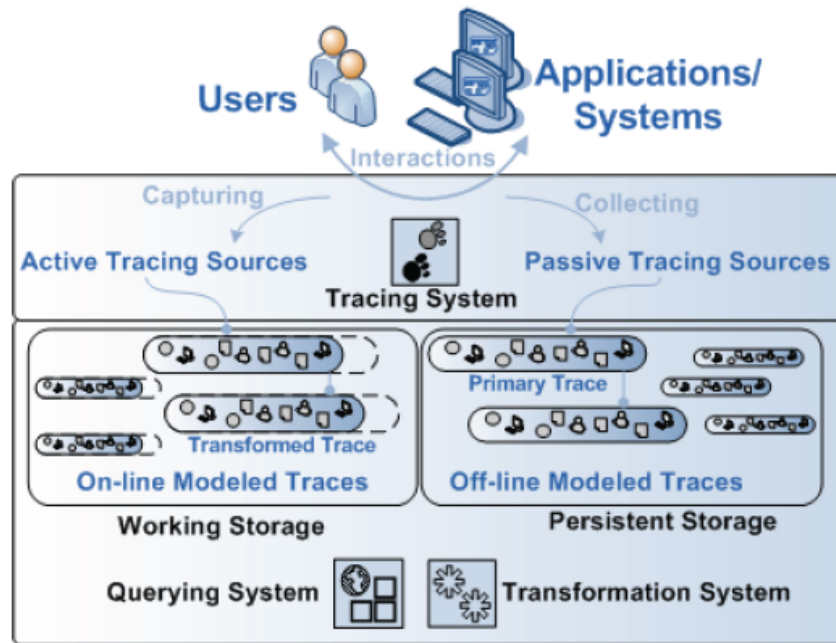 Users
Applications/
Systems
Interactions
Capturing
Collecting
Active Tracing Sources
Passive Tracing Sources
Tracing System
Primary Trace
Transformed Trace
On-line Modeled Traces
Off-line Modeled Traces
Working Storage
Persistent Storage
Querying System
Transformation System